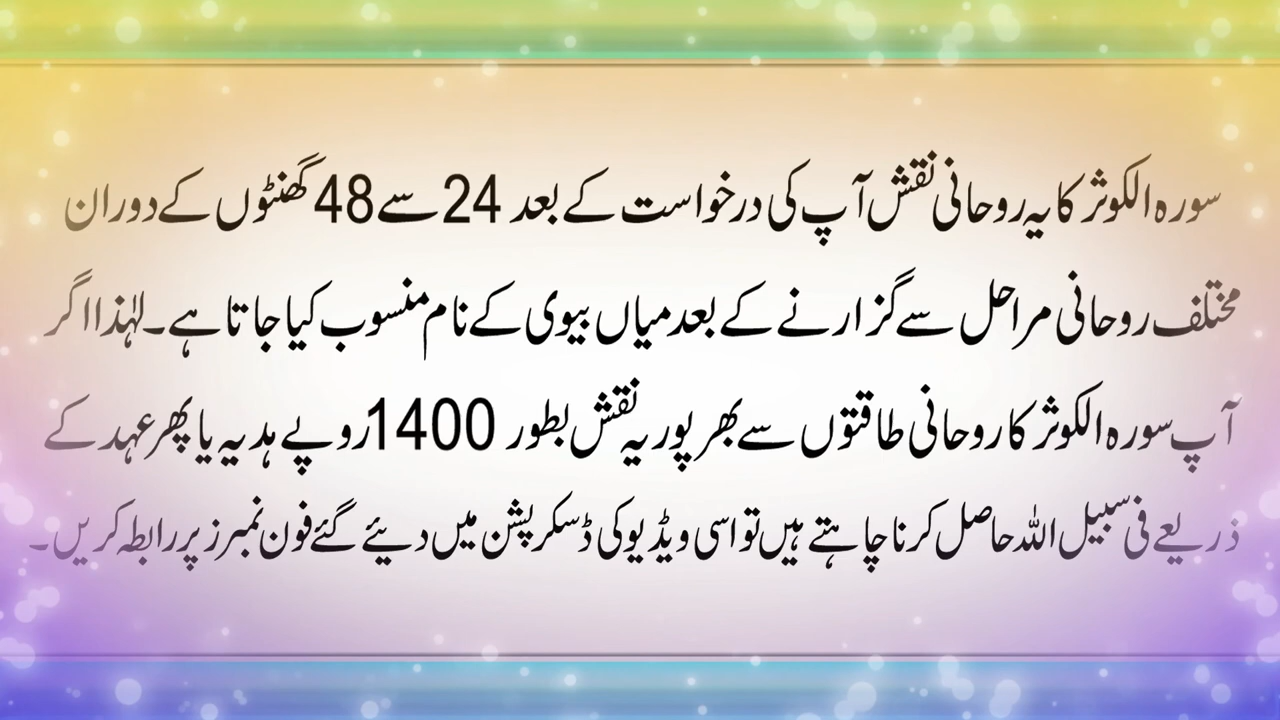 سورہ الکوثر کا یہ روحانی نقش آپ کی درخواست کے بعد 24 سے 48 گھنٹوں کے دوران
مختلف روحانی مراحل سے گزارنے کے بعد میاں بیوی کے نام منسوب کیا جاتا ہے۔ لہٰذا اگر
آپ سورہ الکوثر کا روحانی طاقتوں سے بھرپور یہ نقش بطور 1400 روپے ہدیہ یا پھر عہد کے
ذریعے فی سبیل اللہ حاصل کرنا چاہتے ہیں تو اسی ویڈیو کی ڈسکرپشن میں دیئے گئے فون نمبرز پر رابطہ کریں۔